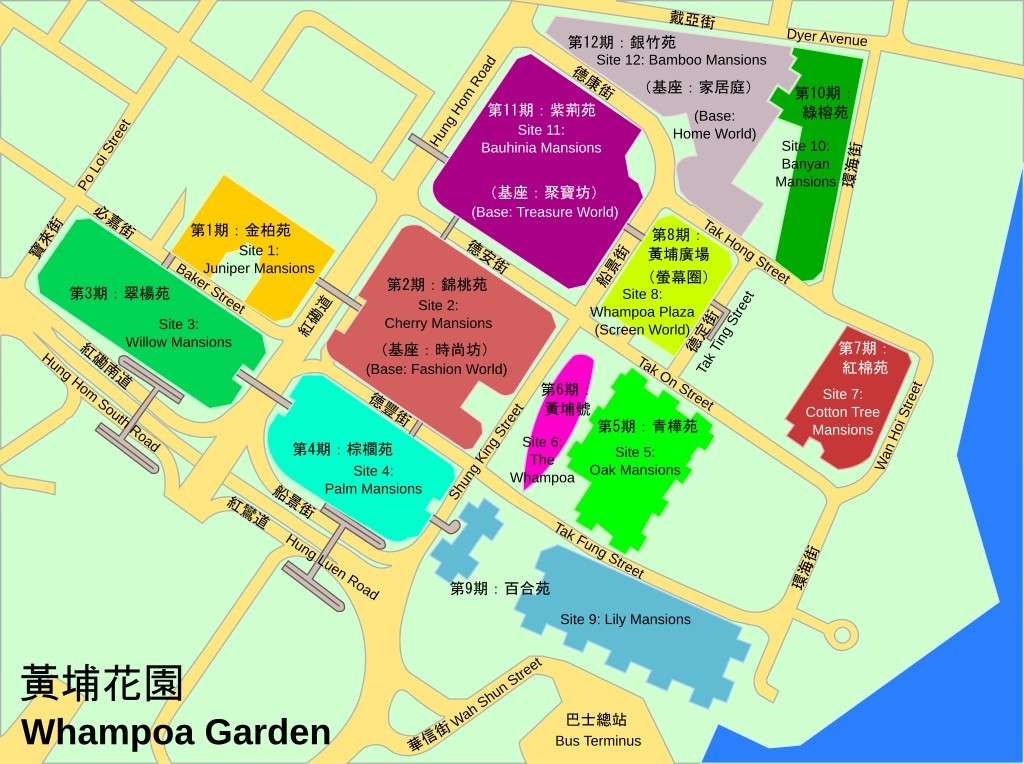 戴亞街
Dyer Avenue
第12期：銀竹苑
Site 12: Bamboo Mansions
（基座：家居庭）
(Base:
Home World)
德康街
Hung Hom Road
第11期：紫荊苑
Site 11:
Bauhinia Mansions
（基座：聚寶坊）
(Base: Treasure World)
第10期：
綠榕苑
Site 10:
Banyan
Mansions
環海街
Po Loi Street
寶來街
必嘉街
Baker Street
第1期：金柏苑
Site 1:
Juniper Mansions
紅磡道
德安街
船景街
第8期：
黃埔廣場
（螢幕圈）
Site 8:
Whampoa Plaza
(Screen World)
Tak Hong Street
德定街
Tak Ting Street
第3期：翠楊苑
Site 3:
Willow Mansions
第2期：錦桃苑
Site 2:
Cherry Mansions
（基座：時尚坊）
(Base: Fashion World)
紅磡南道
Hung Hom South Road
德豐街
Tak On Street
第7期：
紅棉苑
Site 7:
Cotton Tree
Mansions
Wan Hoi Street
第6期：
黃埔號
Site 6:
The
Whampoa
第5期：青樺苑
Site 5:
Oak Mansions
第4期：棕櫚苑
Site 4:
Palm Mansions
Shung King Street
船景街
紅鸞道
Hung Luen Road
Tak Fung Street
環海街
第9期：百合苑
Site 9: Lily Mansions
華信街 Wah Shun Street
巴士總站
Bus Terminus
黃埔花園
Whampoa Garden